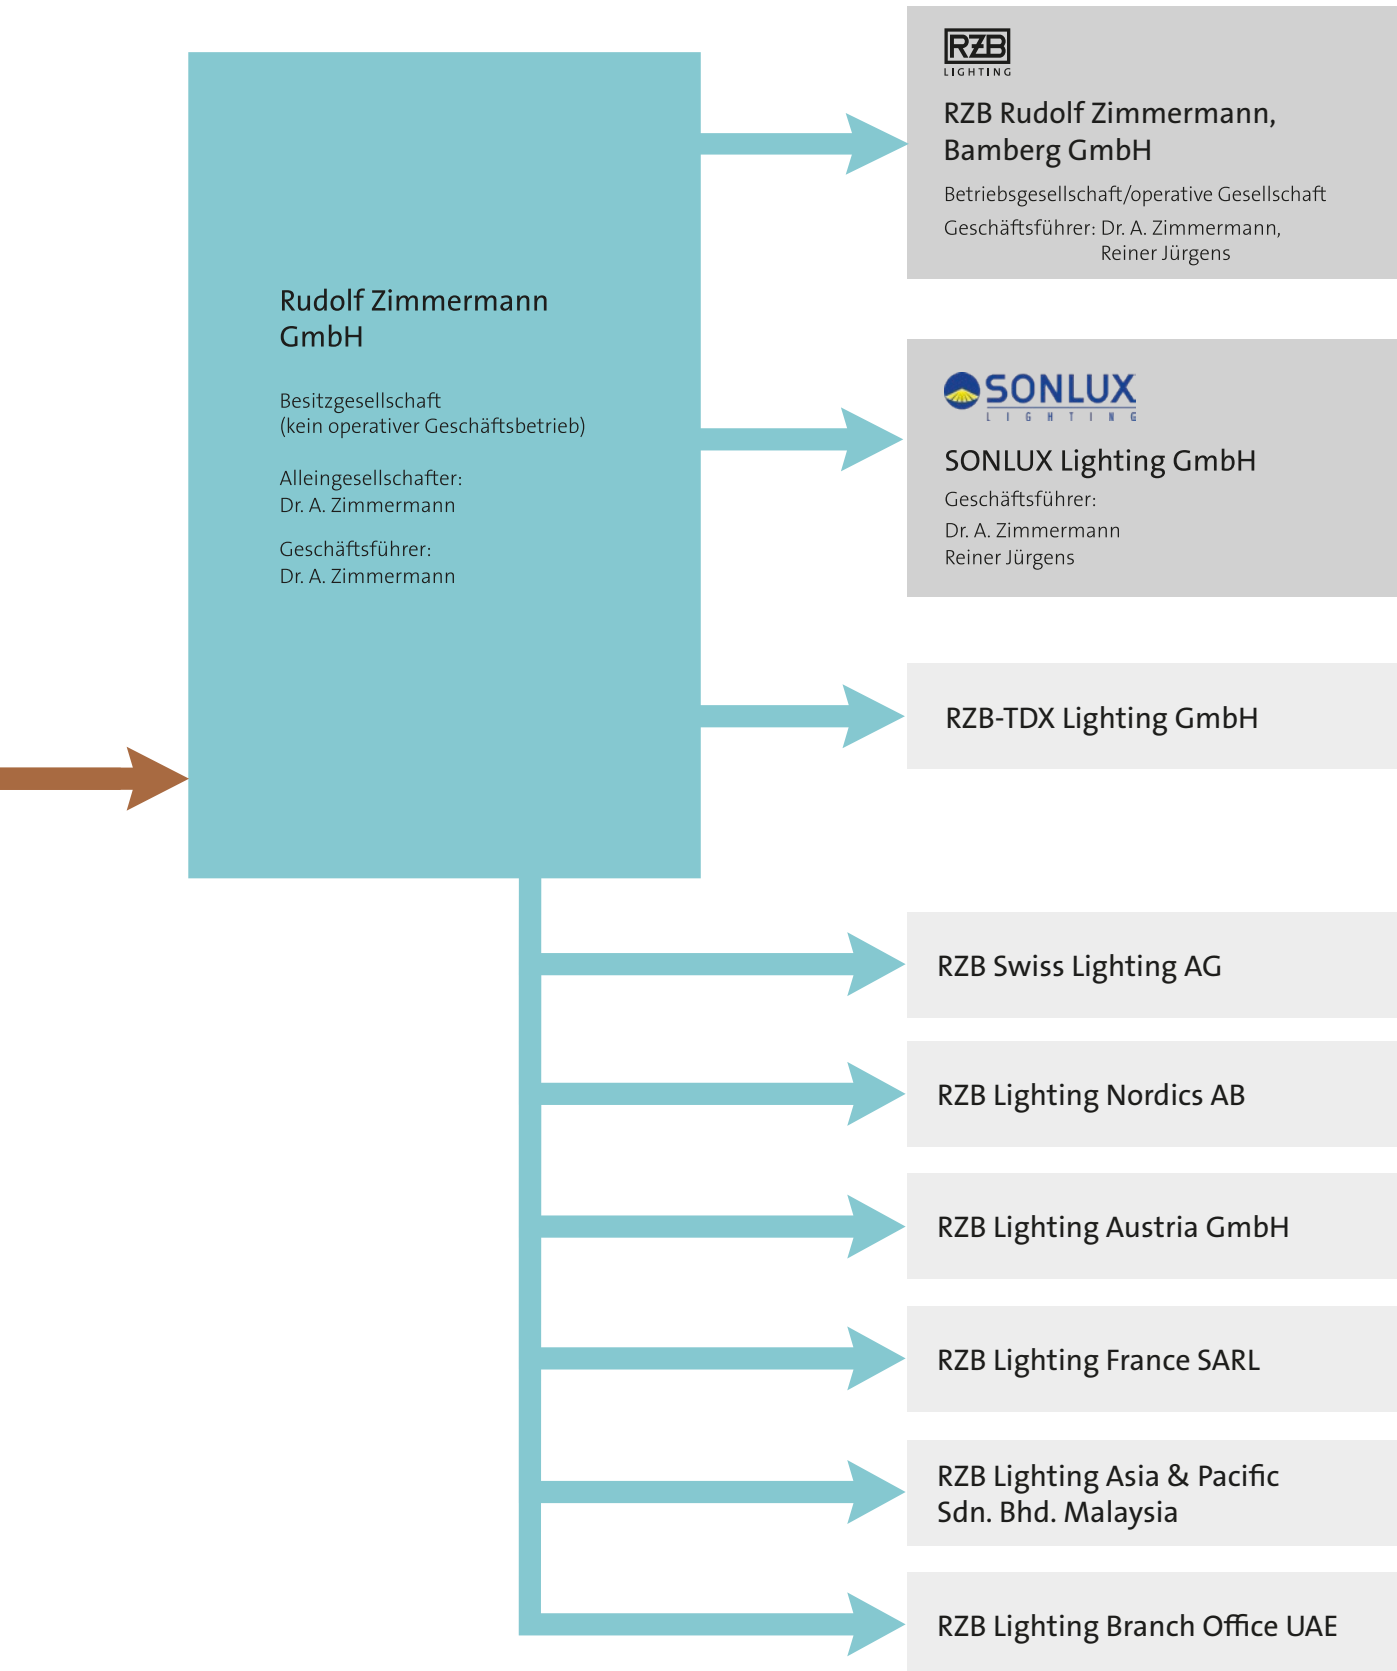 Rudolf Zimmermann
GmbH
Besitzgesellschaft
(kein operativer Geschäftsbetrieb)
Alleingesellschafter:
Dr. A. Zimmermann
Geschäftsführer:
Dr. A. Zimmermann
RZB
LIGHTING
RZB Rudolf Zimmermann,
Bamberg GmbH
Betriebsgesellschaft/operative Gesellschaft
Geschäftsführer: Dr. A. Zimmermann,
Reiner Jürgens
SONLUX
LIGHTING
SONLUX Lighting GmbH
Geschäftsführer:
Dr. A. Zimmermann
Reiner Jürgens
RZB-TDX Lighting GmbH
RZB Swiss Lighting AG
RZB Lighting Nordics AB
RZB Lighting Austria GmbH
RZB Lighting France SARL
RZB Lighting Asia & Pacific
Sdn. Bhd. Malaysia
RZB Lighting Branch Office UAE